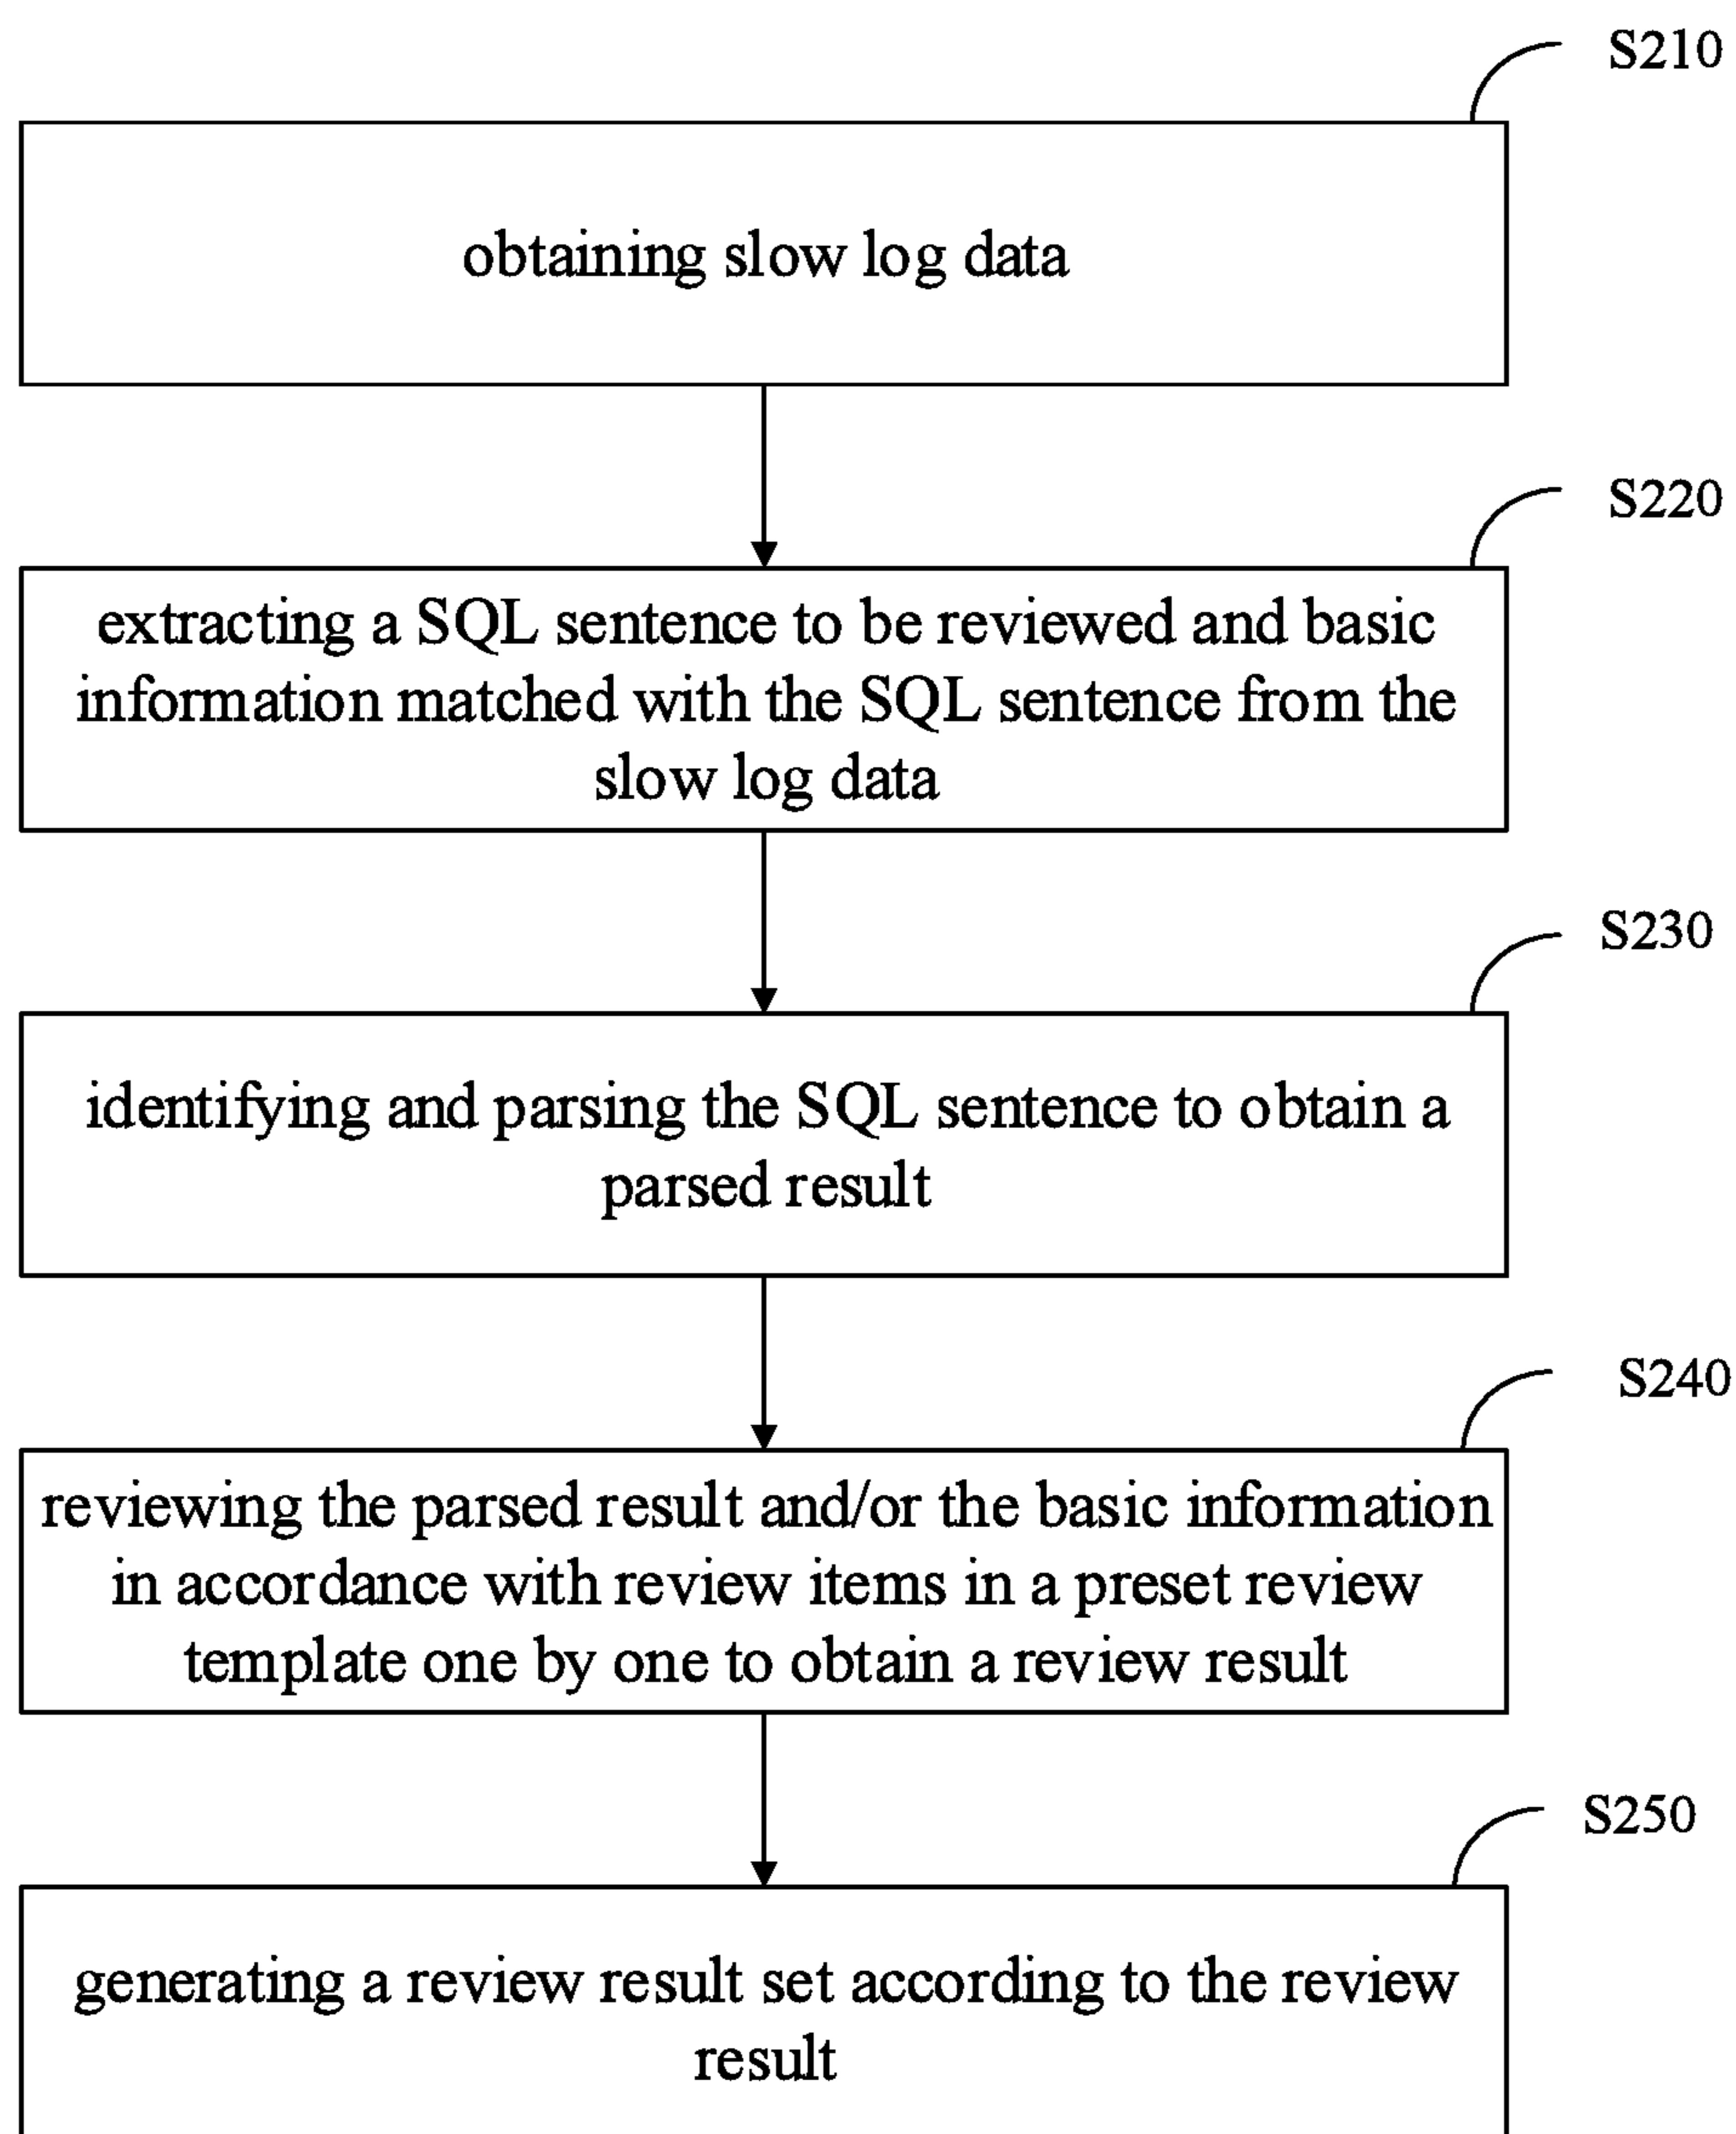 S210
obtaining slow log data
S220
extracting a SQL sentence to be reviewed and basic
information matched with the SQL sentence from the
slow log data
S230
identifying and parsing the SQL sentence to obtain a
parsed result
S240
reviewing the parsed result and/or the basic information
in accordance with review items in a preset review
template one by one to obtain a review result
S250
generating a review result set according to the review
result